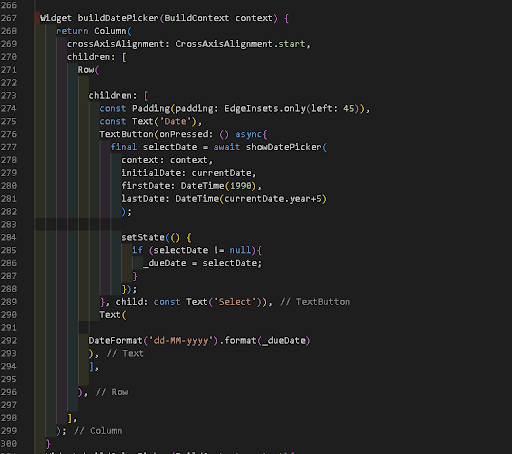 266
267 Widget buildDatePicker(BuildContext context) {
268 return Column(
269 crossAxisAlignment: CrossAxisAlignment.start,
270 children: [
271 Row(
272
273 children: [
274 const Padding(padding: EdgeInsets.only(left: 45)),
275 const Text('Date'),
276 TextButton(onPressed: () async{
277 final selectDate = await showDatePicker(
278 context: context,
279 initialDate: currentDate,
280 firstDate: DateTime(1990),
281 lastDate: DateTime(currentDate.year+5)
282 );
283
284 setState(() {
285 if (selectDate != null){
286 _dueDate = selectDate;
287 }
288 });
289 }, child: const Text('Select')), // TextButton
290 Text(
291
292 DateFormat('dd-MM-yyyy').format(_dueDate)
293 ), // Text
294 ],
295
296 ), // Row
297
298 ],
299 ); // Column
300 }